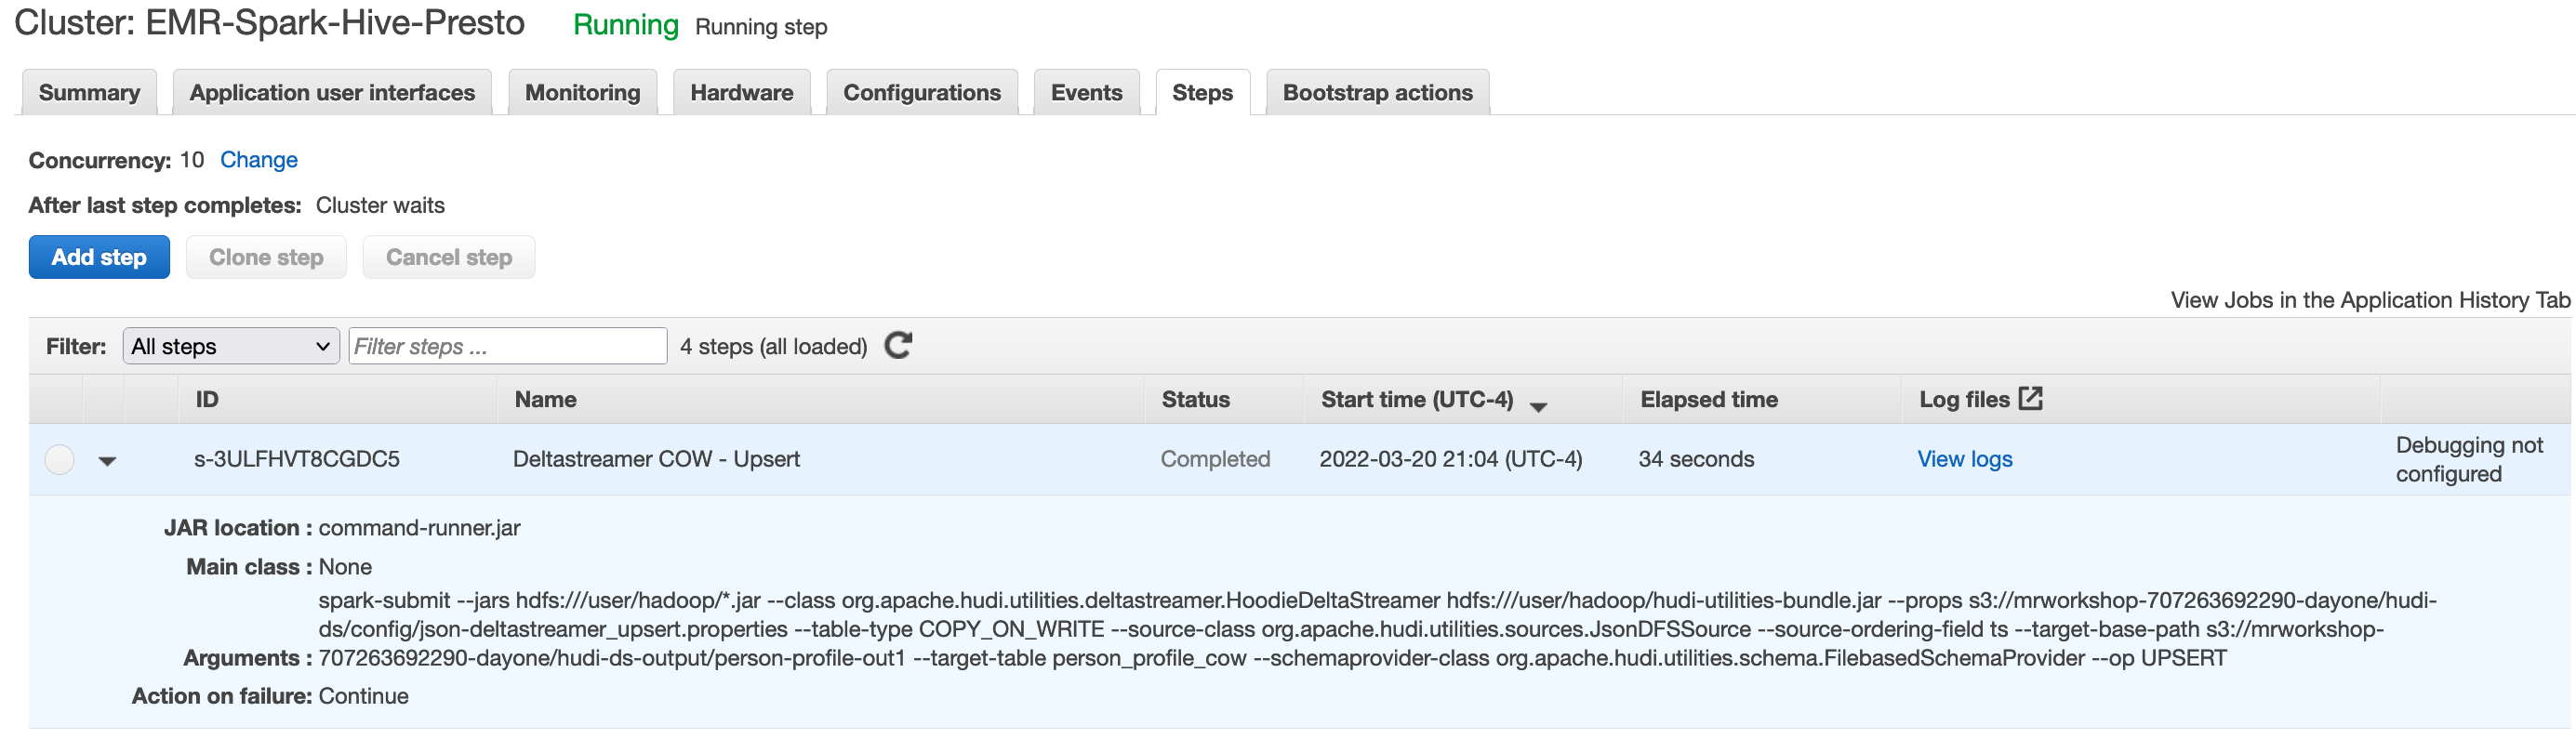 Cluster: EMR-Spark-Hive-Presto Running Running step
Summary Application user interfaces Monitoring Hardware Configurations Events Steps Bootstrap actions
Concurrency: 10 Change
After last step completes: Cluster waits
Add step Clone step Cancel step
View Jobs in the Application History Tab
Filter: All steps Filter steps ... 4 steps (all loaded)
ID Name Status Start time (UTC-4) Elapsed time Log files
s-3ULFHVT8CGDC5 Deltastreamer COW - Upsert Completed 2022-03-20 21:04 (UTC-4) 34 seconds View logs Debugging not
configured
JAR location : command-runner.jar
Main class : None
spark-submit --jars hdfs:///user/hadoop/*.jar --class org.apache.hudi.utilities.deltastreamer.HoodieDeltaStreamer hdfs:///user/hadoop/hudi-utilities-bundle.jar --props s3://mrworkshop-707263692290-dayone/hudi-
ds/config/json-deltastreamer_upsert.properties --table-type COPY_ON_WRITE --source-class org.apache.hudi.utilities.sources.JsonDFSSource --source-ordering-field ts --target-base-path s3://mrworkshop-
Arguments : 707263692290-dayone/hudi-ds-output/person-profile-out1 --target-table person_profile_cow --schemaprovider-class org.apache.hudi.utilities.schema.FilebasedSchemaProvider --op UPSERT
Action on failure: Continue